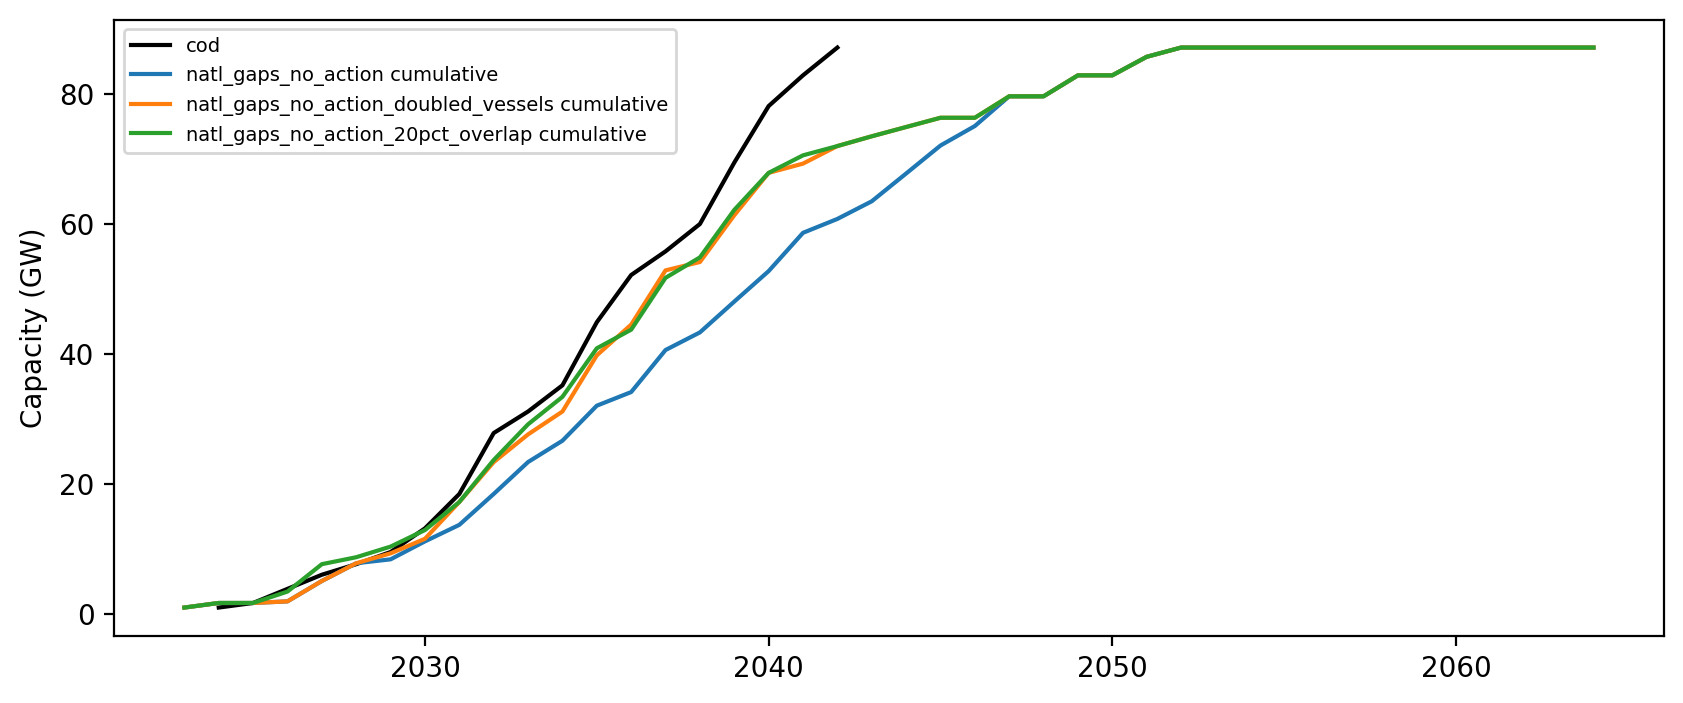 cod
natl_gaps_no_action cumulative
natl_gaps_no_action_doubled_vessels cumulative
natl_gaps_no_action_20pct_overlap cumulative
Capacity (GW)
80
60
40
20
0
2030 2040 2050 2060